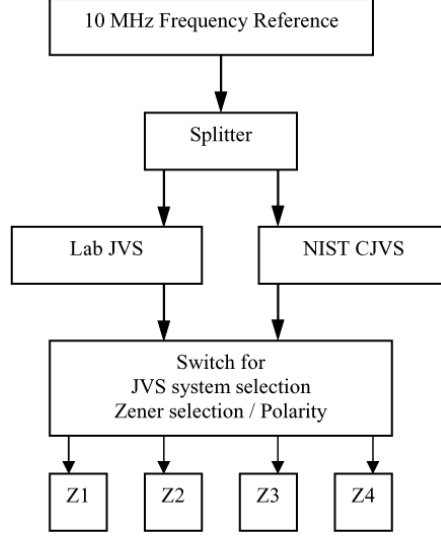 10 MHz Frequency Reference
Splitter
Lab JVS
NIST CJVS
Switch for
JVS system selection
Zener selection / Polarity
Z1
Z2
Z3
Z4